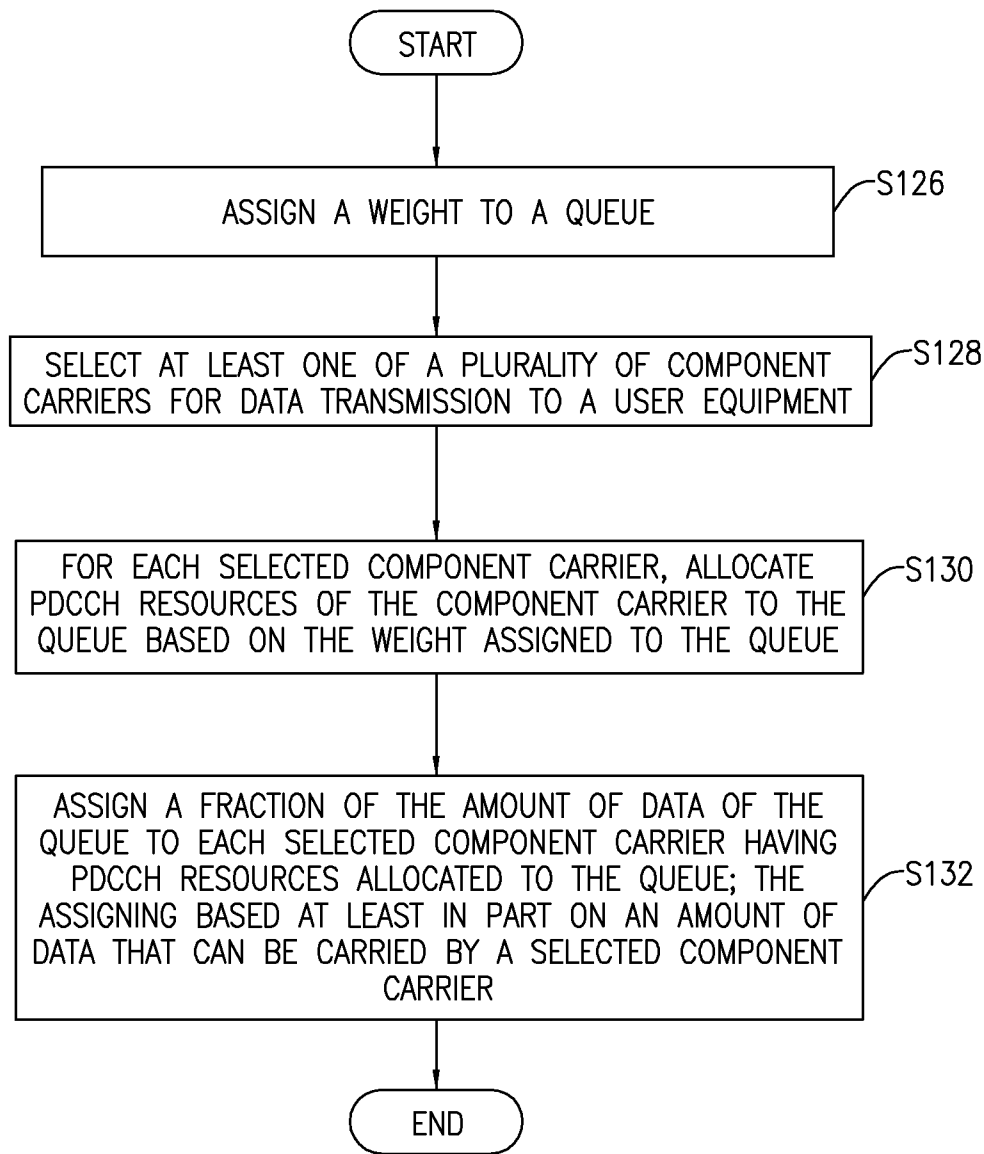 START
ASSIGN A WEIGHT TO A QUEUE
S126
SELECT AT LEAST ONE OF A PLURALITY OF COMPONENT
CARRIERS FOR DATA TRANSMISSION TO A USER EQUIPMENT
S128
FOR EACH SELECTED COMPONENT CARRIER, ALLOCATE
PDCCH RESOURCES OF THE COMPONENT CARRIER TO THE
QUEUE BASED ON THE WEIGHT ASSIGNED TO THE QUEUE
S130
ASSIGN A FRACTION OF THE AMOUNT OF DATA OF THE
QUEUE TO EACH SELECTED COMPONENT CARRIER HAVING
PDCCH RESOURCES ALLOCATED TO THE QUEUE; THE
ASSIGNING BASED AT LEAST IN PART ON AN AMOUNT OF
DATA THAT CAN BE CARRIED BY A SELECTED COMPONENT
CARRIER
S132
END